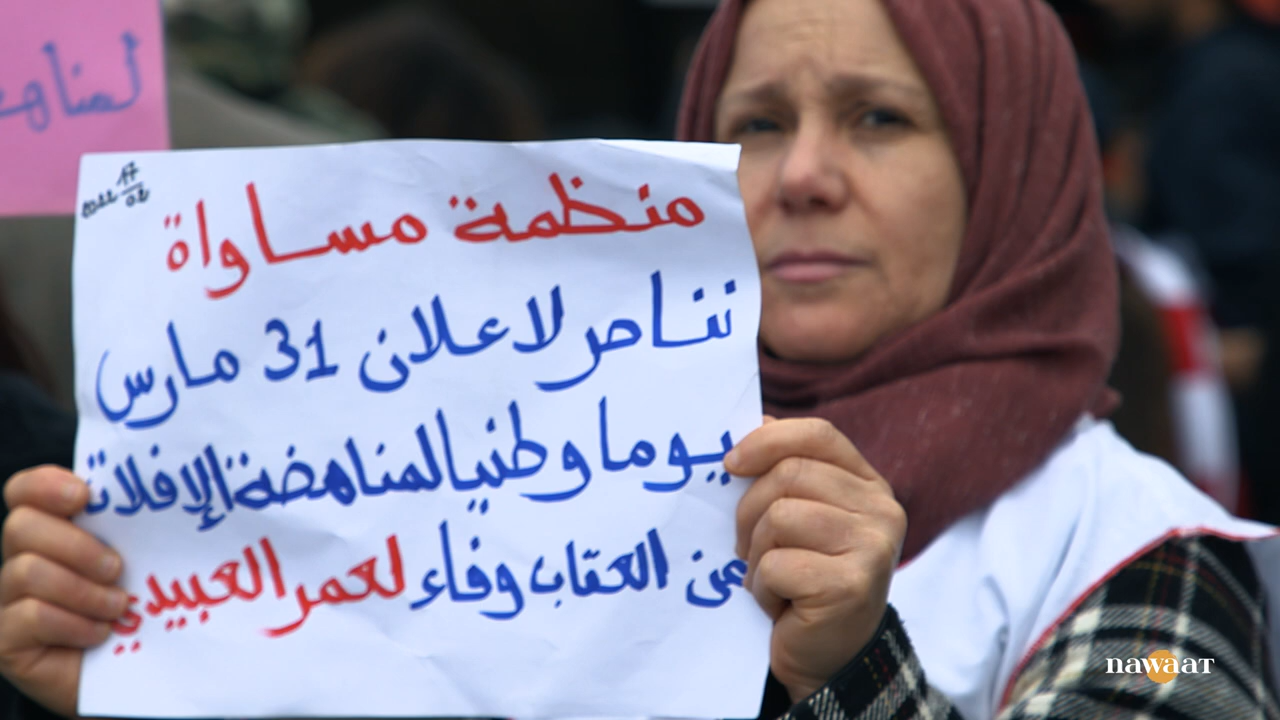 لمناهض
17
02
2022
منظمة مساواة
تناصر لاعلان 31 مارس
يوما وطنيا لمناهضة الإفلات
من العقاب وفاء لعمر العبيدي
nawaat